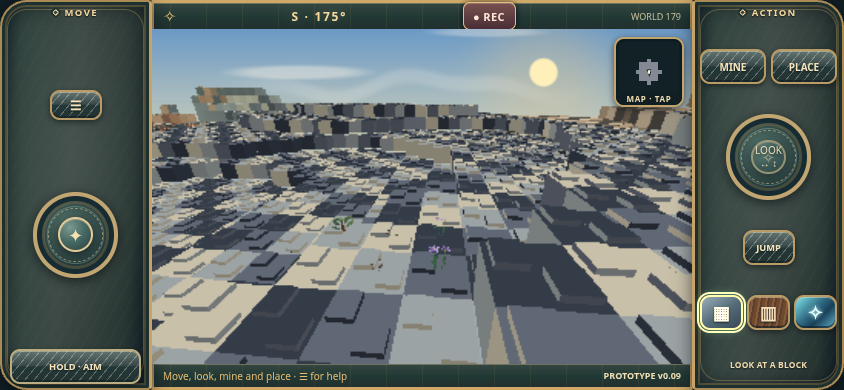 ◇ MOVE
S · 175°
● REC
WORLD 179
◇ ACTION
MINE
PLACE
MAP · TAP
LOOK
JUMP
HOLD · AIM
LOOK AT A BLOCK
Move, look, mine and place · ☰ for help
PROTOTYPE v0.09